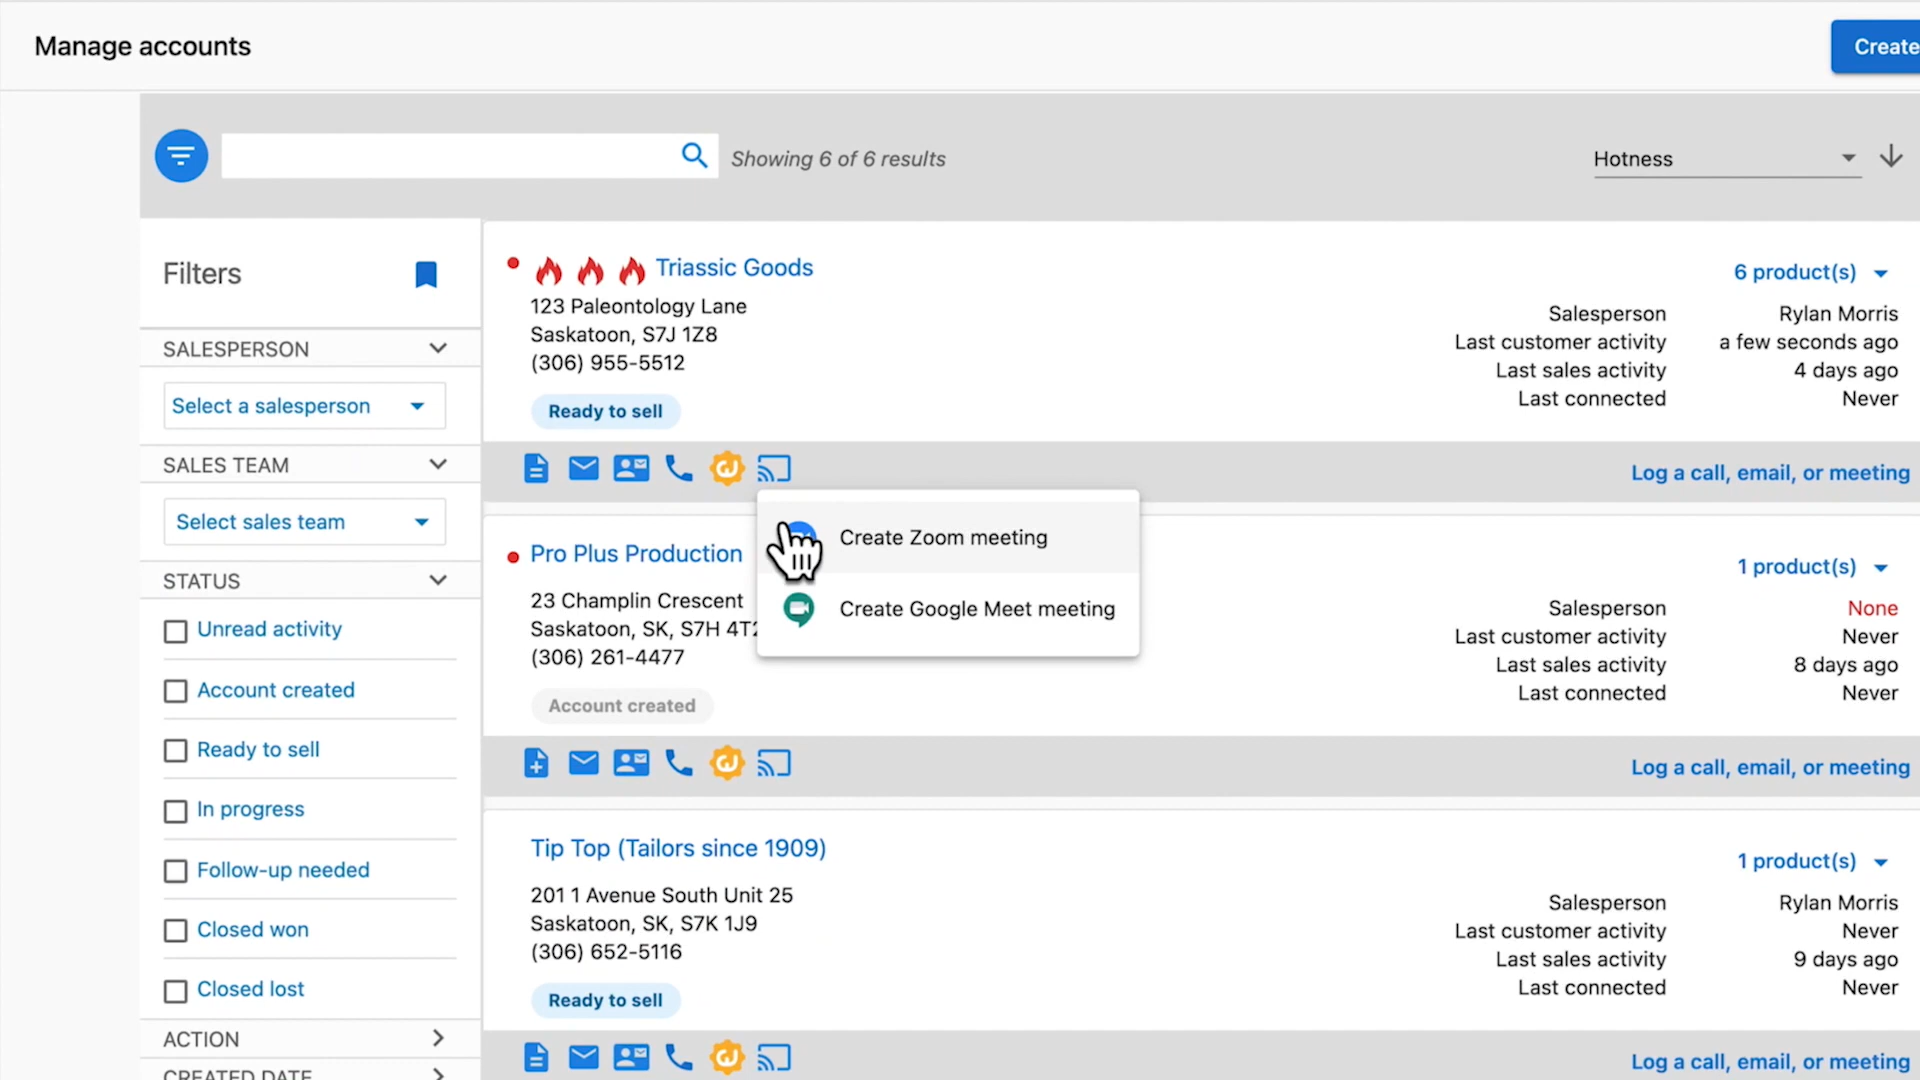 Manage accounts
Create
Showing 6 of 6 results
Hotness
Filters
SALESPERSON
Select a salesperson
SALES TEAM
Select sales team
STATUS
Unread activity
Account created
Ready to sell
In progress
Follow-up needed
Closed won
Closed lost
ACTION
CREATED DATE
Triassic Goods
123 Paleontology Lane
Saskatoon, S7J 1Z8
(306) 955-5512
Ready to sell
6 product(s)
Salesperson Rylan Morris
Last customer activity a few seconds ago
Last sales activity 4 days ago
Last connected Never
Log a call, email, or meeting
Create Zoom meeting
Create Google Meet meeting
Pro Plus Production
23 Champlin Crescent
Saskatoon, SK, S7H 4T2
(306) 261-4477
Account created
1 product(s)
Salesperson None
Last customer activity Never
Last sales activity 8 days ago
Last connected Never
Log a call, email, or meeting
Tip Top (Tailors since 1909)
201 1 Avenue South Unit 25
Saskatoon, SK, S7K 1J9
(306) 652-5116
Ready to sell
1 product(s)
Salesperson Rylan Morris
Last customer activity Never
Last sales activity 9 days ago
Last connected Never
Log a call, email, or meeting